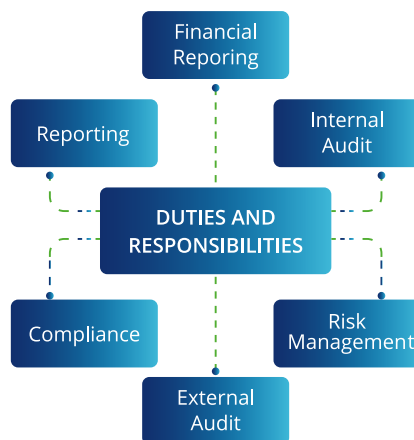 Financial
Reporing
Reporting
Internal
Audit
DUTIES AND
RESPONSIBILITIES
Compliance
Risk
Management
External
Audit